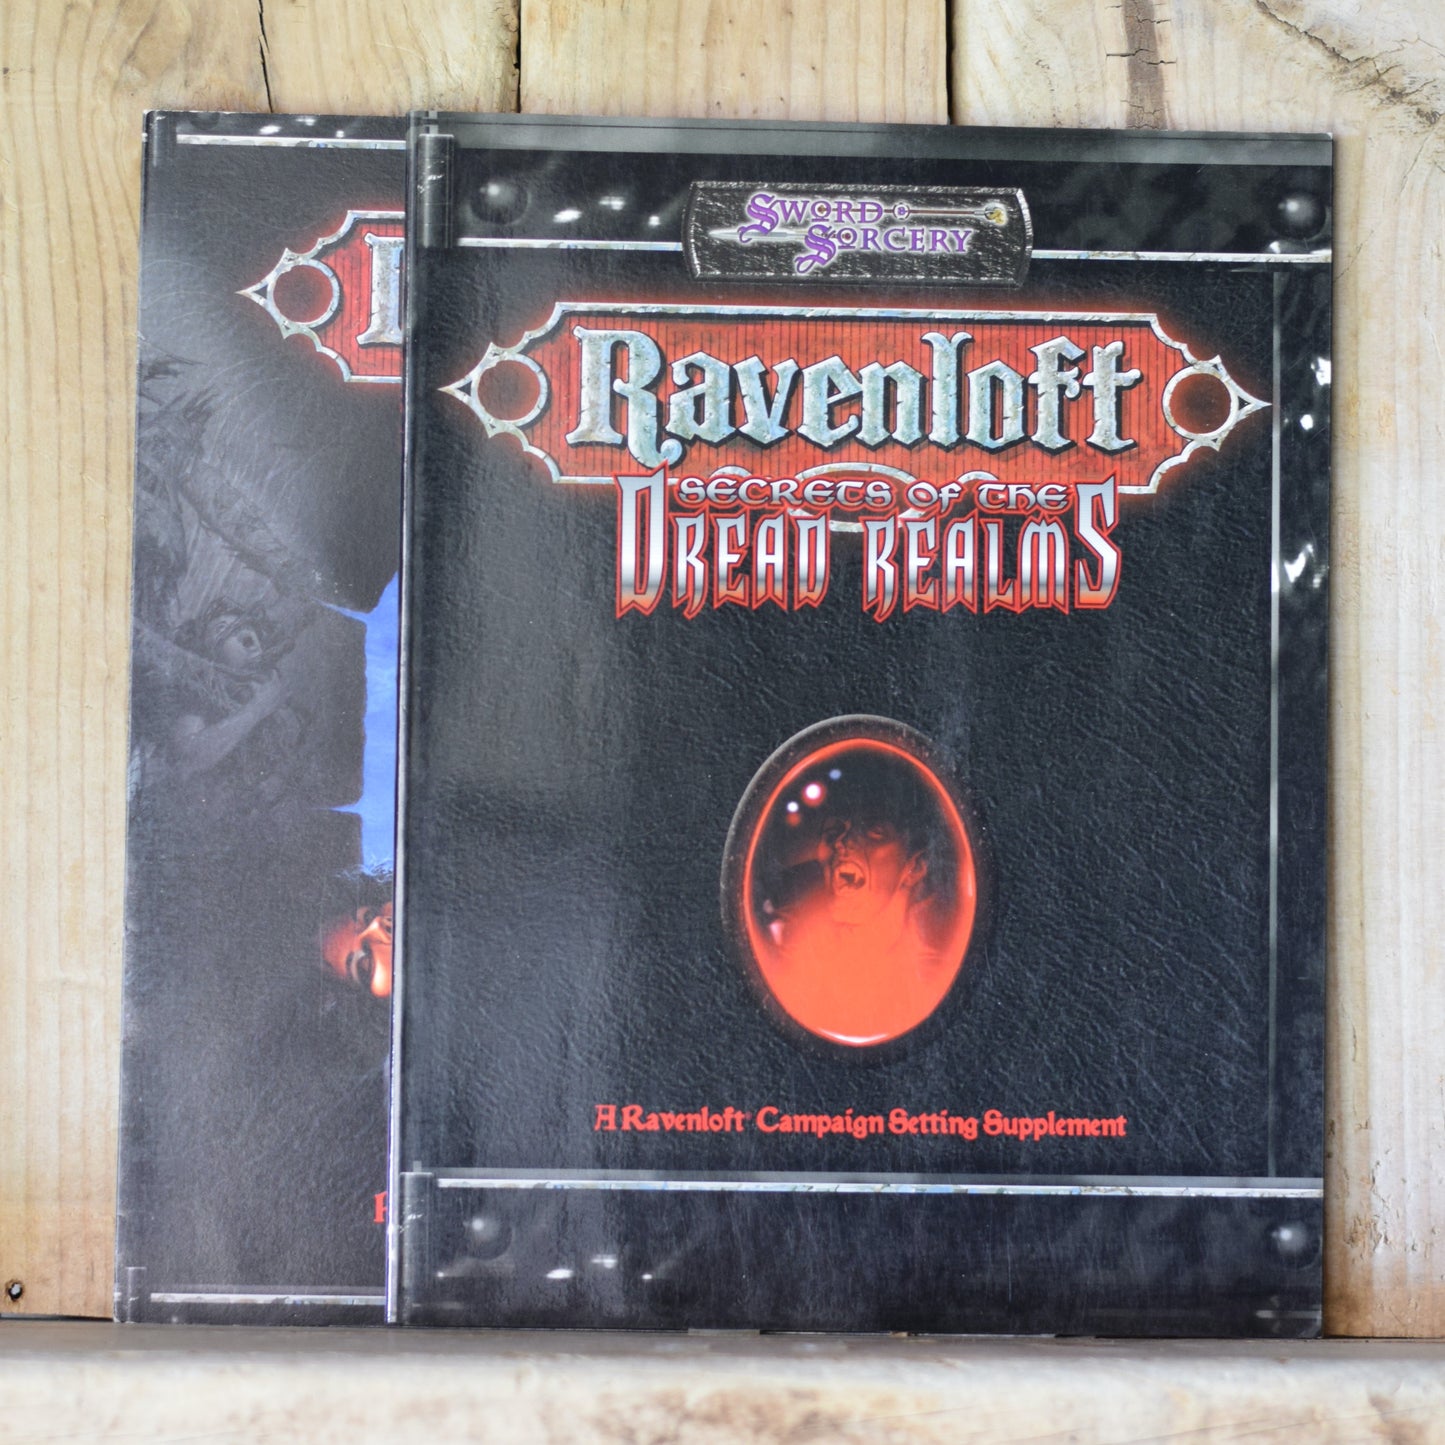 Sword &
Sorcery
Ravenloft
Secrets of the
Dread Realms
A Ravenloft® Campaign Setting Supplement